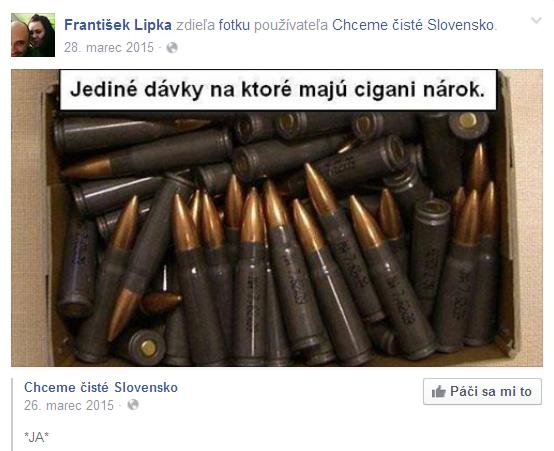 František Lipka zdieľa fotku používateľa Chceme čisté Slovensko.
28. marec 2015 ·
Jediné dávky na ktoré majú cigani nárok.
Chceme čisté Slovensko
26. marec 2015 ·
Páči sa mi to
*JA*